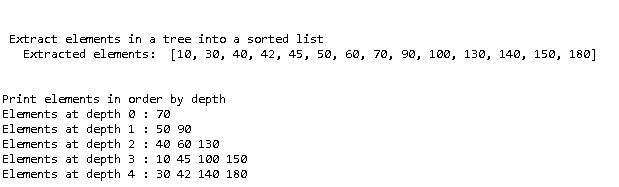 Extract elements in a tree into a sorted list
Extracted elements: [10, 30, 40, 42, 45, 50, 60, 70, 90, 100, 130, 140, 150, 180]
Print elements in order by depth
Elements at depth 0 : 70
Elements at depth 1 : 50 90
Elements at depth 2 : 40 60 130
Elements at depth 3 : 10 45 100 150
Elements at depth 4 : 30 42 140 180